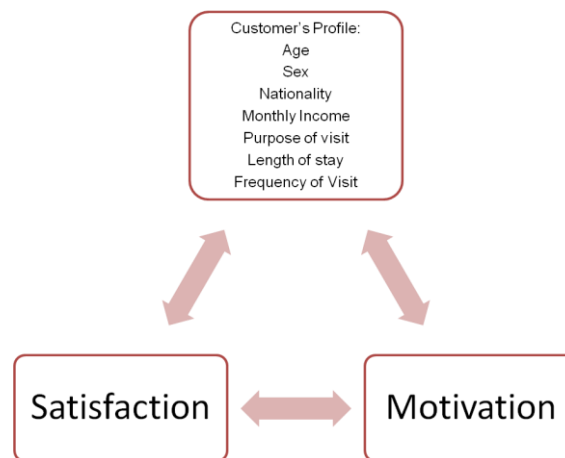 Customer’s Profile:
Age
Sex
Nationality
Monthly Income
Purpose of visit
Length of stay
Frequency of Visit
Satisfaction
Motivation